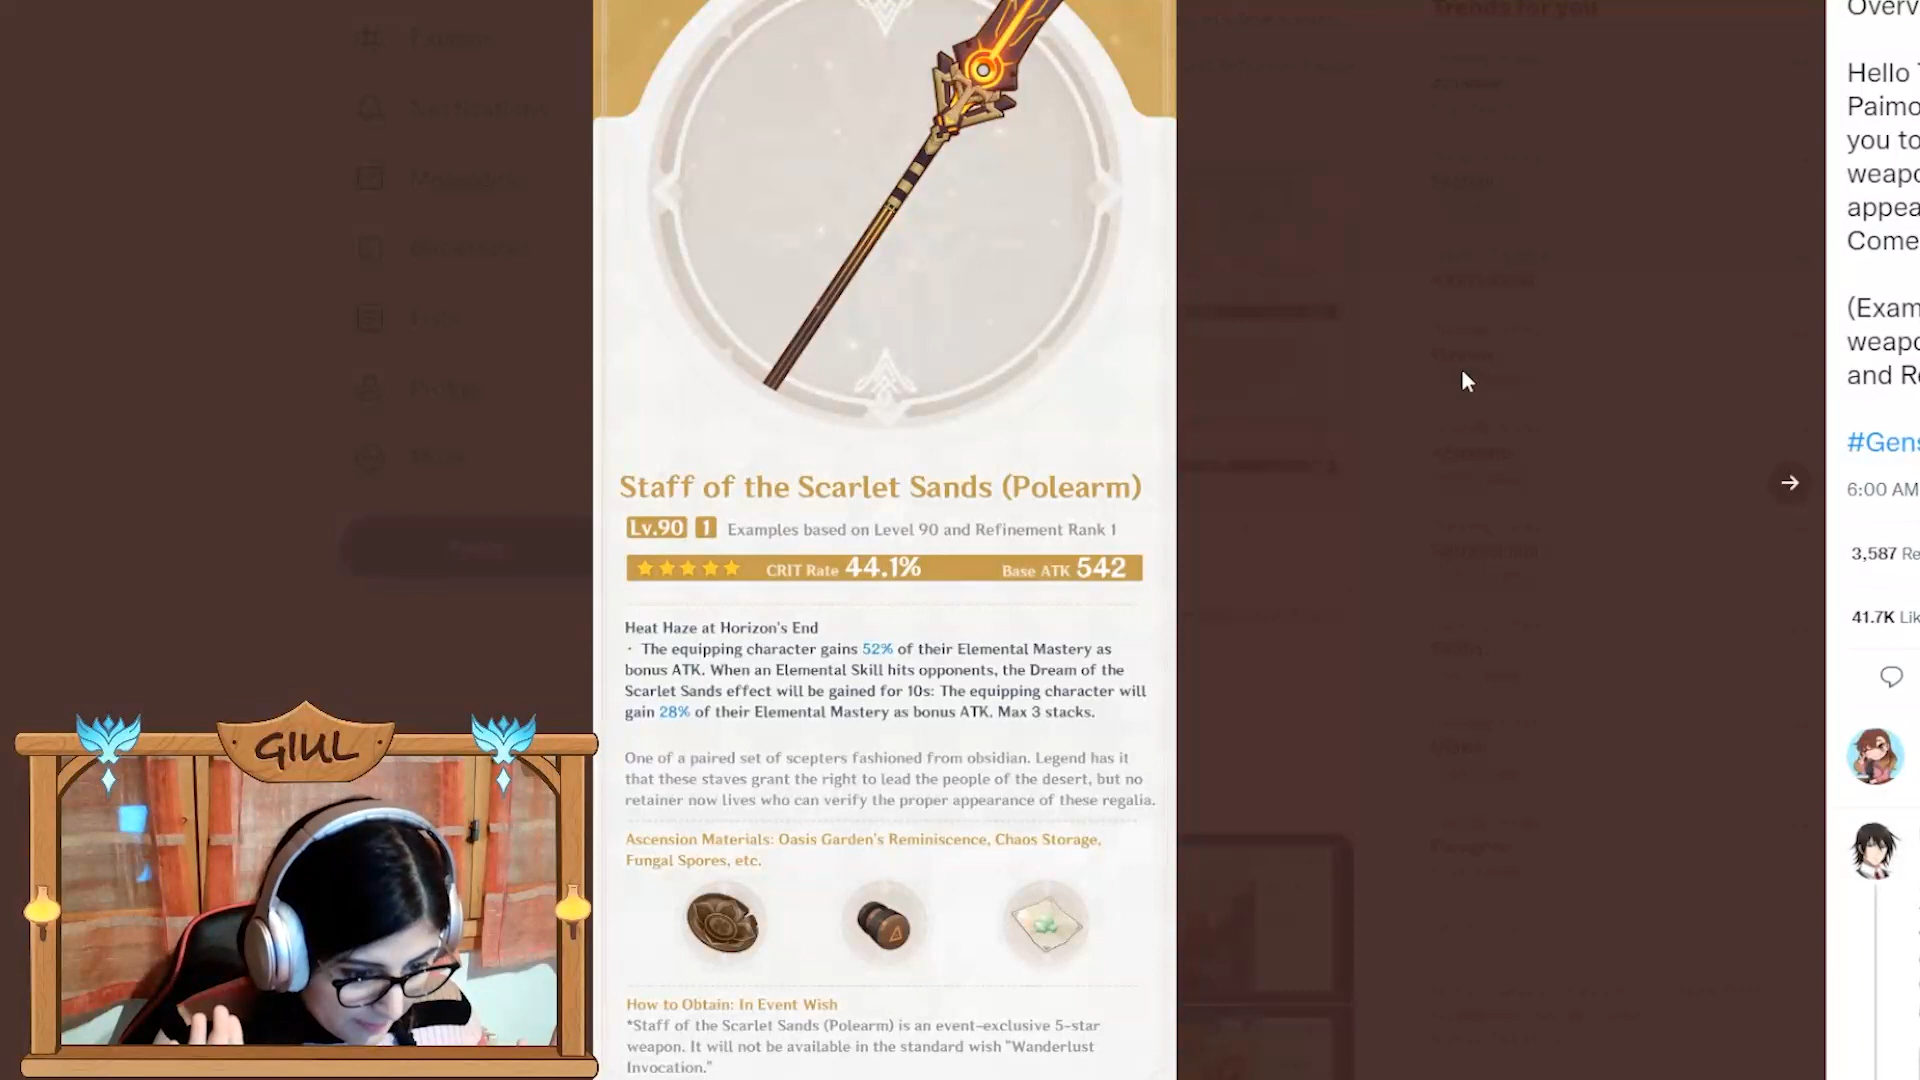 Staff of the Scarlet Sands (Polearm)
Lv.90 1 Examples based on Level 90 and Refinement Rank 1
CRIT Rate 44.1% Base ATK 542
Heat Haze at Horizon's End
· The equipping character gains 52% of their Elemental Mastery as
bonus ATK. When an Elemental Skill hits opponents, the Dream of the
Scarlet Sands effect will be gained for 10s: The equipping character will
gain 28% of their Elemental Mastery as bonus ATK. Max 3 stacks.
One of a paired set of scepters fashioned from obsidian. Legend has it
that these staves grant the right to lead the people of the desert, but no
retainer now lives who can verify the proper appearance of these regalia.
Ascension Materials: Oasis Garden's Reminiscence, Chaos Storage,
Fungal Spores, etc.
How to Obtain: In Event Wish
*Staff of the Scarlet Sands (Polearm) is an event-exclusive 5-star
weapon. It will not be available in the standard wish "Wanderlust
Invocation."
GIUL
Trends for you
Overv
Hello
Paimo
you to
weapo
appea
Come
(Exam
weapo
and Re
#Gens
6:00 AM
3,587 Re
41.7K Lik